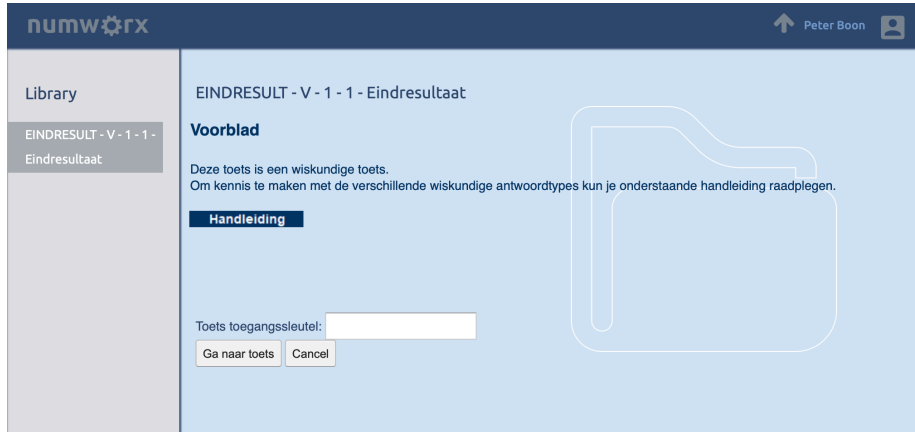 numworx
Peter Boon
Library
EINDRESULT - V - 1 - 1 -
Eindresultaat
EINDRESULT - V - 1 - 1 - Eindresultaat
Voorblad
Deze toets is een wiskundige toets.
Om kennis te maken met de verschillende wiskundige antwoordtypes kun je onderstaande handleiding raadplegen.
Handleiding
Toets toegangssleutel:
Ga naar toets Cancel